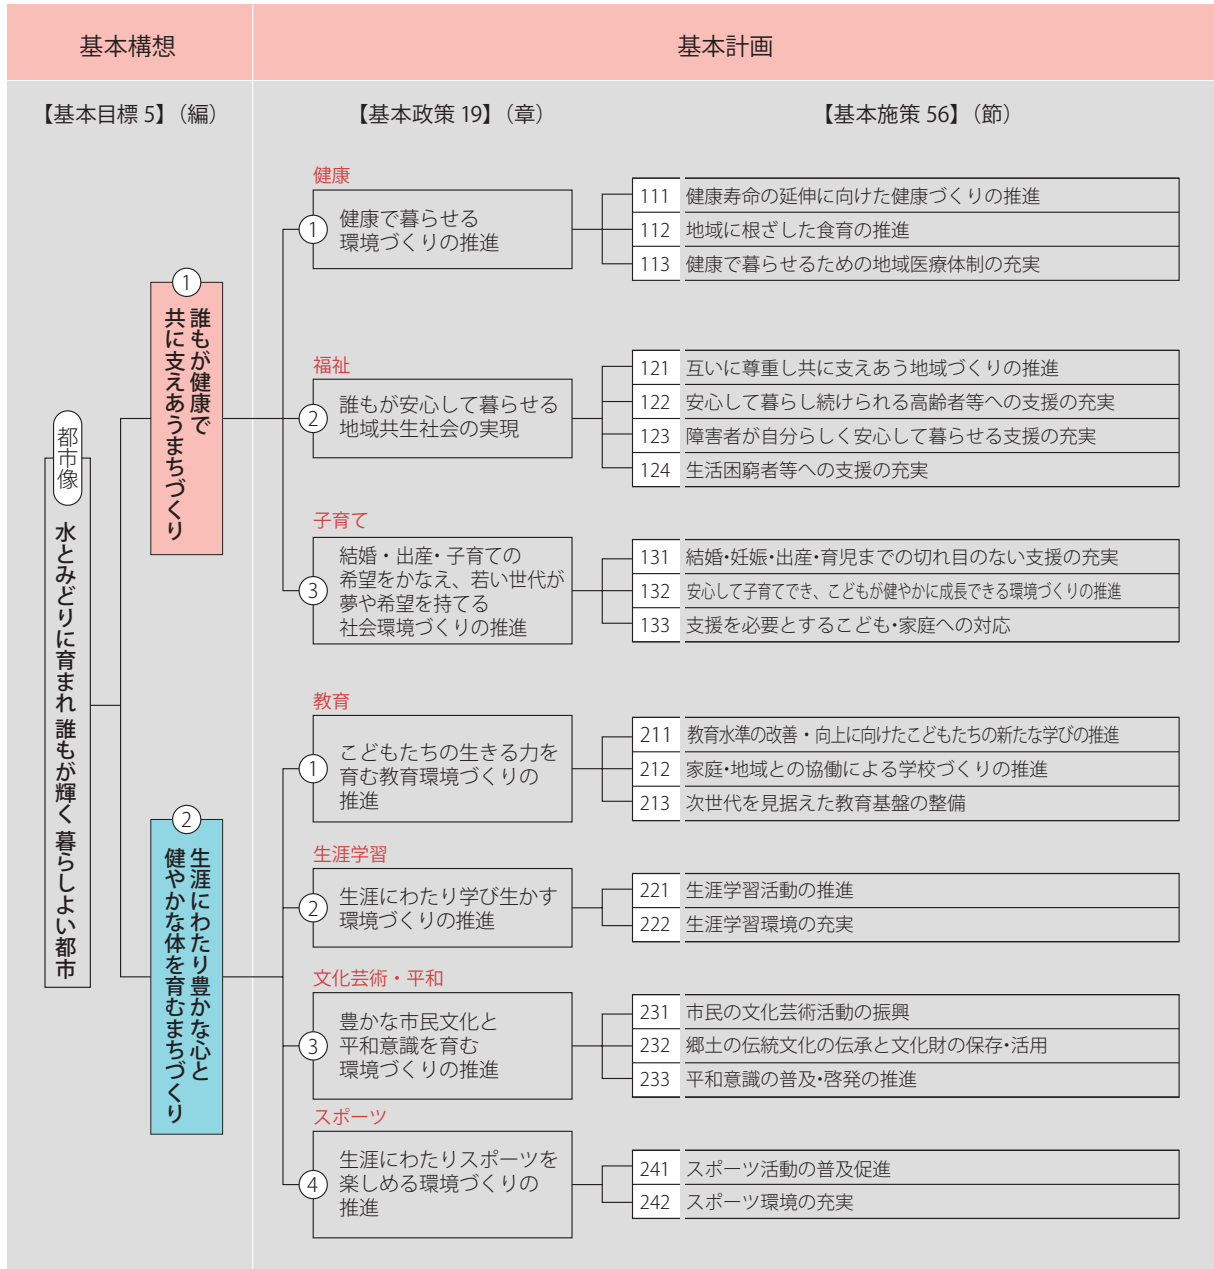 基本構想
基本計画
【基本目標 5】（編）
【基本政策 19】（章）
【基本施策 56】（節）
都市像
水とみどりに育まれ 誰もが輝く 暮らしよい都市
1
誰もが健康で
共に支えあうまちづくり
健康
1
健康で暮らせる
環境づくりの推進
111 健康寿命の延伸に向けた健康づくりの推進
112 地域に根ざした食育の推進
113 健康で暮らせるための地域医療体制の充実
福祉
2
誰もが安心して暮らせる
地域共生社会の実現
121 互いに尊重し共に支えあう地域づくりの推進
122 安心して暮らし続けられる高齢者等への支援の充実
123 障害者が自分らしく安心して暮らせる支援の充実
124 生活困窮者等への支援の充実
子育て
3
結婚・出産・子育ての
希望をかなえ、若い世代が
夢や希望を持てる
社会環境づくりの推進
131 結婚・妊娠・出産・育児までの切れ目のない支援の充実
132 安心して子育てでき、こどもが健やかに成長できる環境づくりの推進
133 支援を必要とするこども・家庭への対応
2
生涯にわたり豊かな心と
健やかな体を育むまちづくり
教育
1
こどもたちの生きる力を
育む教育環境づくりの
推進
211 教育水準の改善・向上に向けたこどもたちの新たな学びの推進
212 家庭・地域との協働による学校づくりの推進
213 次世代を見据えた教育基盤の整備
生涯学習
2
生涯にわたり学び生かす
環境づくりの推進
221 生涯学習活動の推進
222 生涯学習環境の充実
文化芸術・平和
3
豊かな市民文化と
平和意識を育む
環境づくりの推進
231 市民の文化芸術活動の振興
232 郷土の伝統文化の伝承と文化財の保存・活用
233 平和意識の普及・啓発の推進
スポーツ
4
生涯にわたりスポーツを
楽しめる環境づくりの
推進
241 スポーツ活動の普及促進
242 スポーツ環境の充実